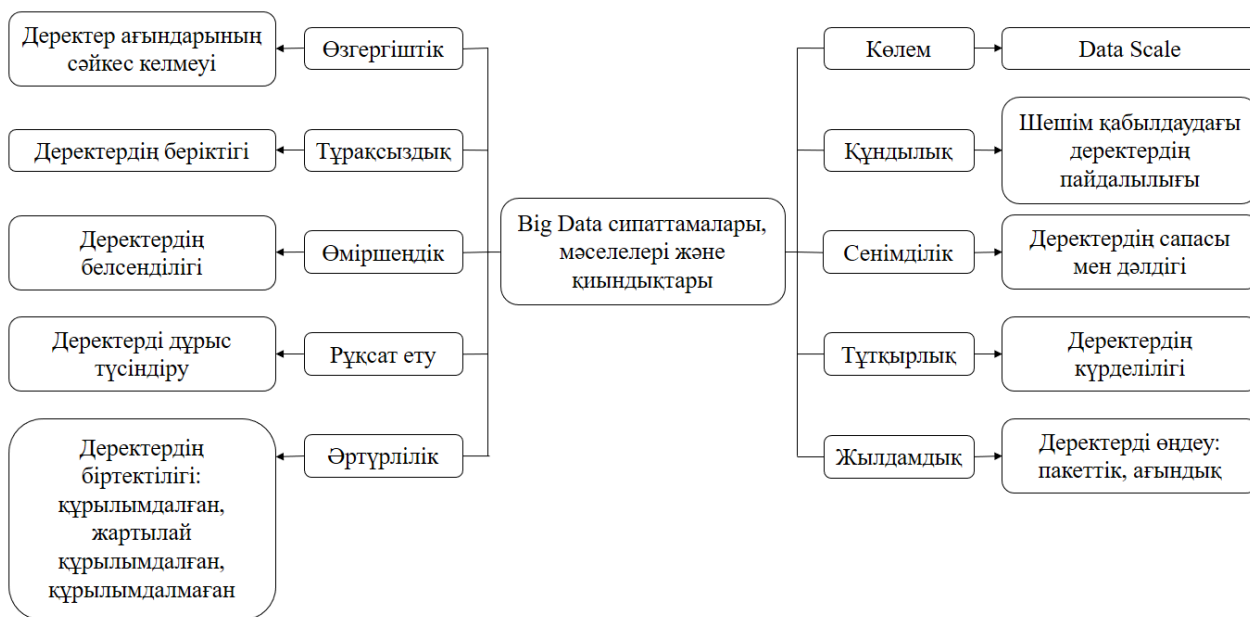 Деректер ағындарының
сәйкес келмеуі
Өзгергіштік
Деректердің беріктігі
Тұрақсыздық
Деректердің
белсенділігі
Өміршеңдік
Деректерді дұрыс
түсіндіру
Рұқсат ету
Деректердің
біртектілігі:
құрылымдалған,
жартылай
құрылымдалған,
құрылымдалмаған
Әртүрлілік
Big Data сипаттамалары,
мәселелері және
қиындықтары
Көлем
Data Scale
Құндылық
Шешім қабылдаудағы
деректердің
пайдалылығы
Сенімділік
Деректердің сапасы
мен дәлдігі
Тұтқырлық
Деректердің
күрделілігі
Жылдамдық
Деректерді өңдеу:
пакеттік, ағындық